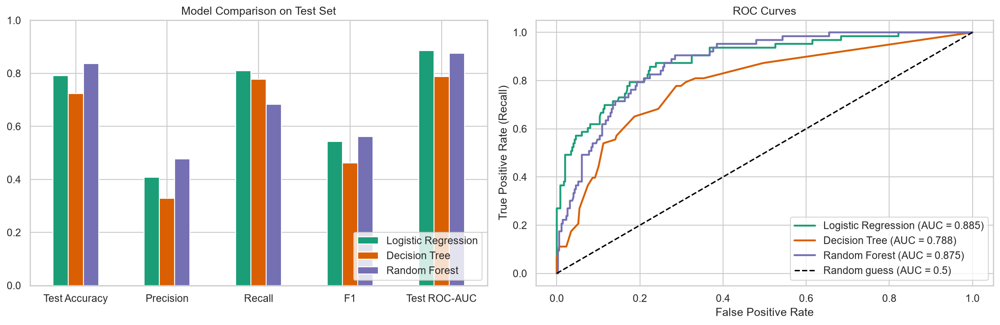 Model Comparison on Test Set
1.0
0.8
0.6
0.4
0.2
0.0
Test Accuracy
Precision
Recall
F1
Test ROC-AUC
Logistic Regression
Decision Tree
Random Forest
ROC Curves
True Positive Rate (Recall)
1.0
0.8
0.6
0.4
0.2
0.0
0.0
0.2
0.4
0.6
0.8
1.0
False Positive Rate
Logistic Regression (AUC = 0.885)
Decision Tree (AUC = 0.788)
Random Forest (AUC = 0.875)
Random guess (AUC = 0.5)